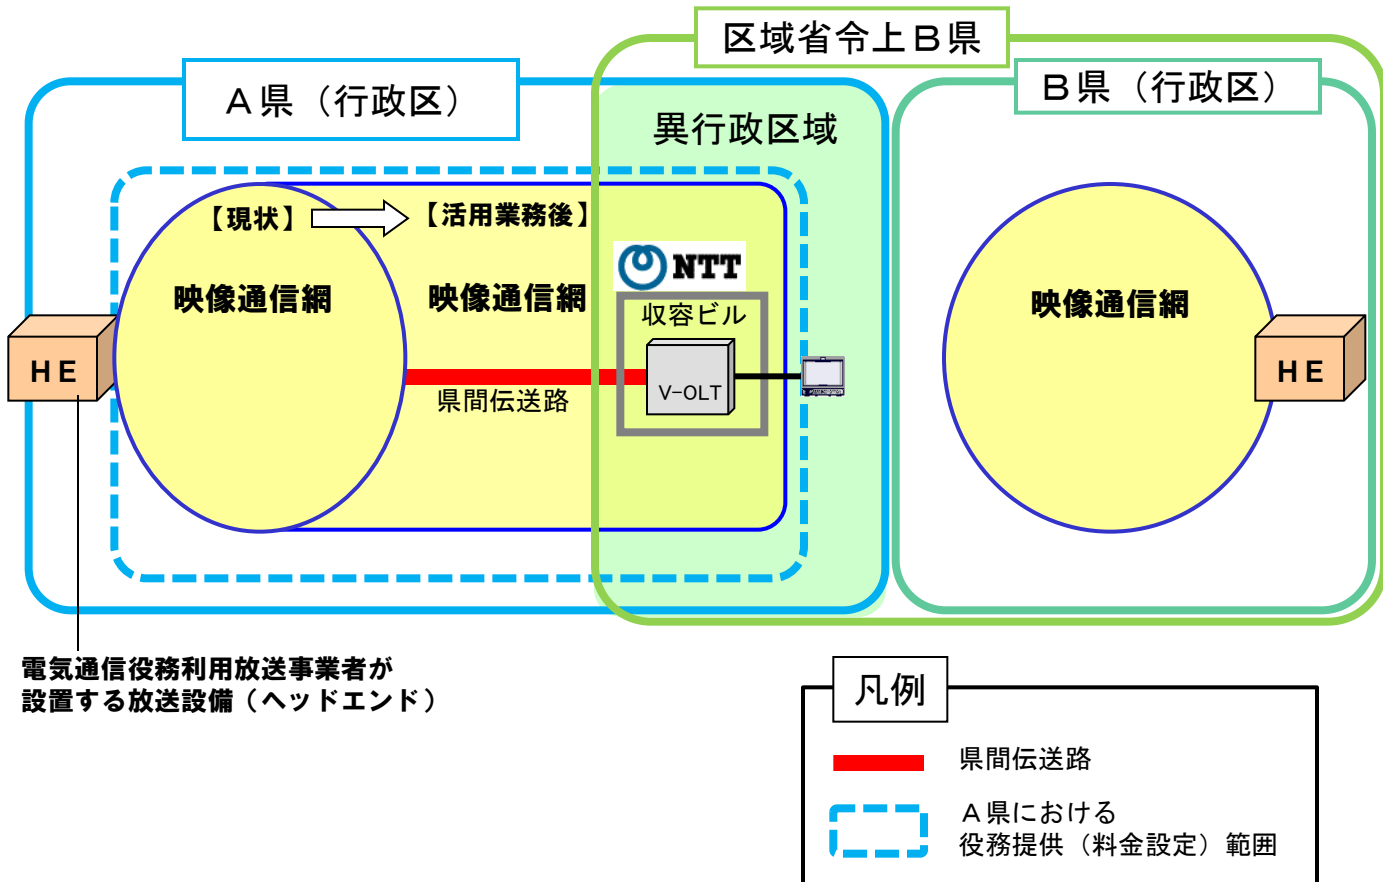 区域省令上Ｂ県
Ａ県（行政区）
Ｂ県（行政区）
異行政区域
【現状】
【活用業務後】
映像通信網
映像通信網
映像通信網
NTT
収容ビル
V-OLT
県間伝送路
ＨＥ
ＨＥ
電気通信役務利用放送事業者が
設置する放送設備（ヘッドエンド）
凡例
県間伝送路
Ａ県における
役務提供（料金設定）範囲